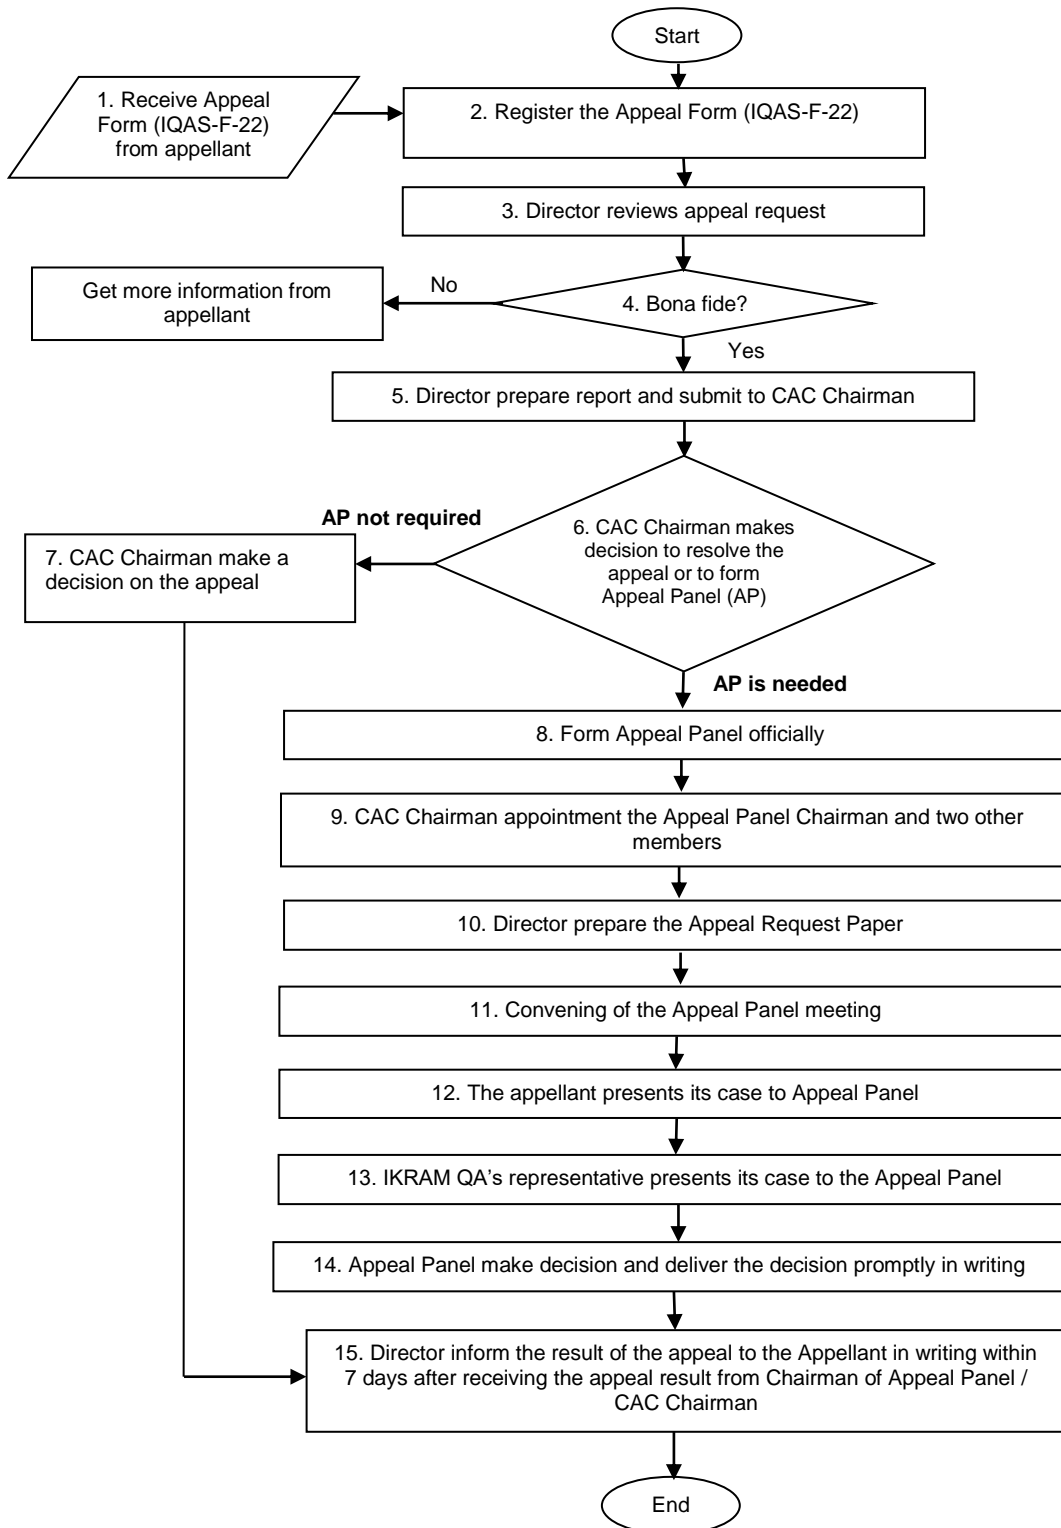 Start
1. Receive Appeal
Form (IQAS-F-22)
from appellant
2. Register the Appeal Form (IQAS-F-22)
3. Director reviews appeal request
No
Get more information from
appellant
4. Bona fide?
Yes
5. Director prepare report and submit to CAC Chairman
AP not required
6. CAC Chairman makes
decision to resolve the
appeal or to form
Appeal Panel (AP)
7. CAC Chairman make a
decision on the appeal
AP is needed
8. Form Appeal Panel officially
9. CAC Chairman appointment the Appeal Panel Chairman and two other
members
10. Director prepare the Appeal Request Paper
11. Convening of the Appeal Panel meeting
12. The appellant presents its case to Appeal Panel
13. IKRAM QA’s representative presents its case to the Appeal Panel
14. Appeal Panel make decision and deliver the decision promptly in writing
15. Director inform the result of the appeal to the Appellant in writing within
7 days after receiving the appeal result from Chairman of Appeal Panel /
CAC Chairman
End